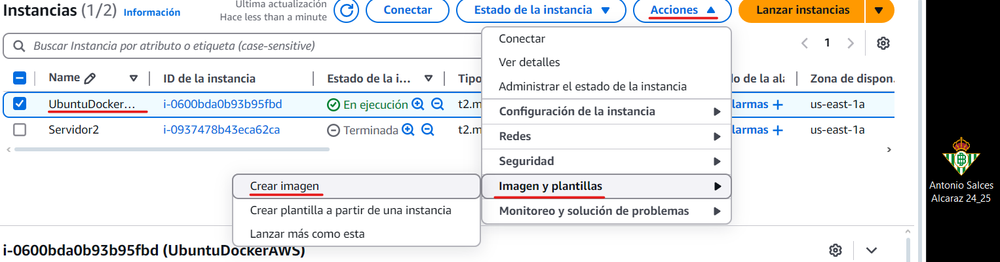 Instancias (1/2) Información
Última actualización
Hace less than a minute
Conectar
Estado de la instancia
Acciones
Lanzar instancias
Buscar Instancia por atributo o etiqueta (case-sensitive)
1
Name ID de la instancia Estado de la i... Tipo o de la ala Zona de dispon.
UbuntuDocker... i-0600bda0b93b95fbd En ejecución t2.m larmas us-east-1a
Servidor2 i-0937478b43eca62ca Terminada t2.m larmas us-east-1a
Conectar
Ver detalles
Administrar el estado de la instancia
Configuración de la instancia
Redes
Seguridad
Imagen y plantillas
Monitoreo y solución de problemas
Crear imagen
Crear plantilla a partir de una instancia
Lanzar más como esta
i-0600bda0b93b95fbd (UbuntuDockerAWS)
Antonio Salces
Alcaraz 24_25